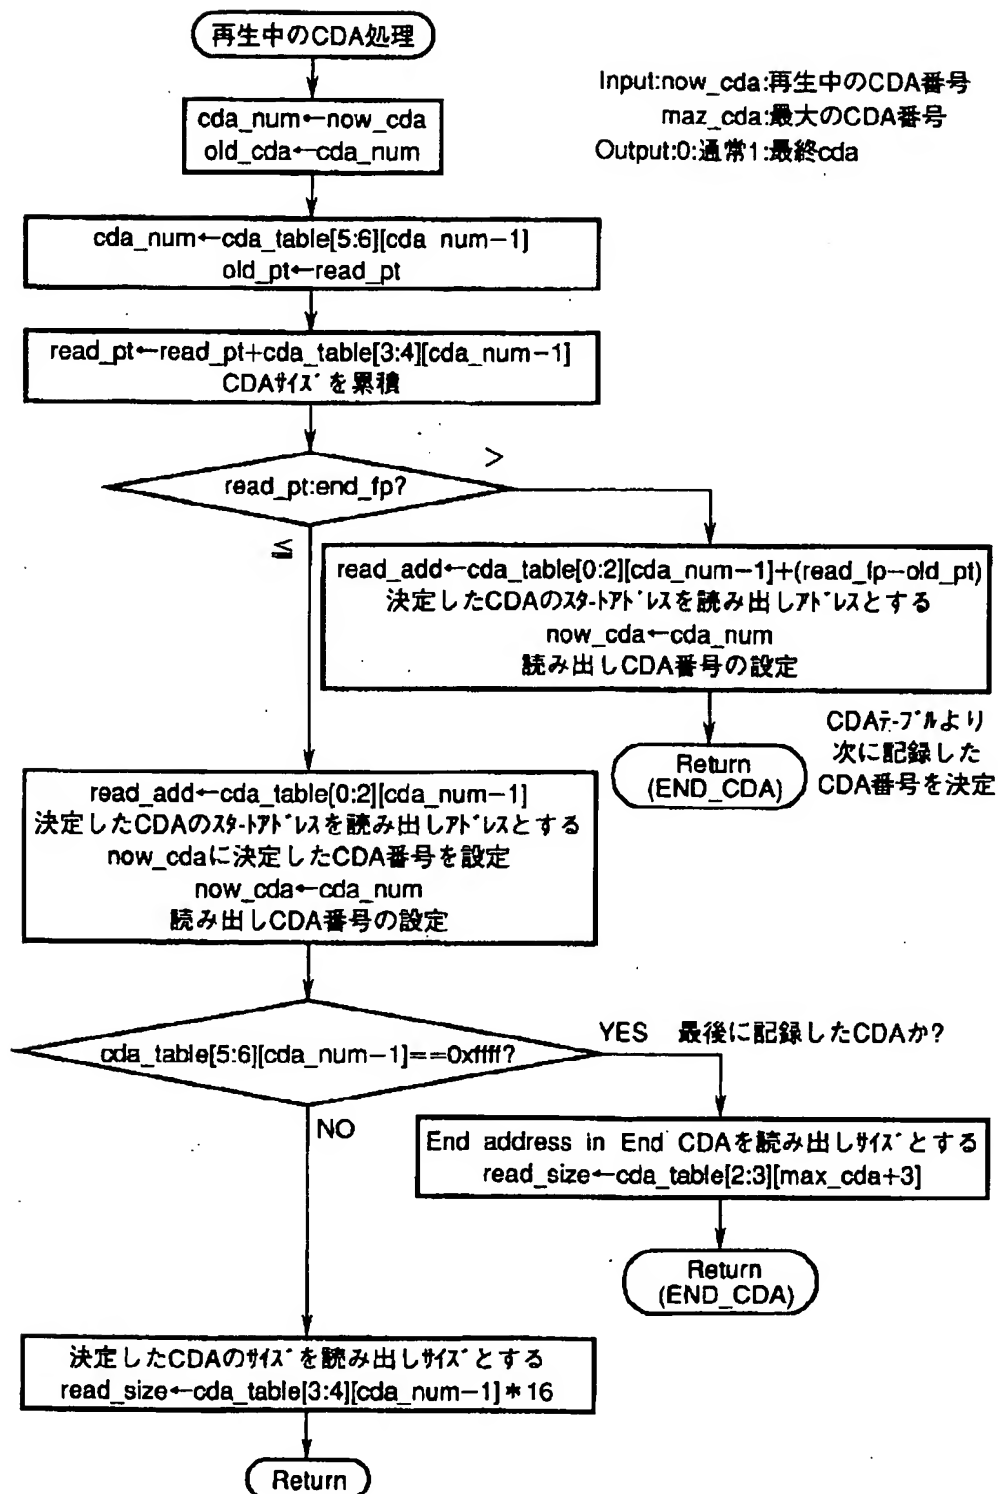 再生中のCDA処理
Input:now_cda:再生中のCDA番号
maz_cda:最大のCDA番号
Output:0:通常1:最終cda
cda_num←now_cda
old_cda←cda_num
cda_num←cda_table[5:6][cda num−1]
old_pt←read_pt
read_pt←read_pt+cda_table[3:4][cda_num−1]
CDAｻｲｽﾞを累積
read_pt:end_fp?
>
≦
read_add←cda_table[0:2][cda_num−1]+(read_fp−old_pt)
決定したCDAのｽﾀｰﾄｱﾄﾞﾚｽを読み出しｱﾄﾞﾚｽとする
now_cda←cda_num
読み出しCDA番号の設定
Return
(END_CDA)
CDAﾃｰﾌﾞﾙより
次に記録した
CDA番号を決定
read_add←cda_table[0:2][cda_num−1]
決定したCDAのｽﾀｰﾄｱﾄﾞﾚｽを読み出しｱﾄﾞﾚｽとする
now_cdaに決定したCDA番号を設定
now_cda←cda_num
読み出しCDA番号の設定
cda_table[5:6][cda_num−1]==0xffff?
YES 最後に記録したCDAか?
NO
End address in End CDAを読み出しｻｲｽﾞとする
read_size←cda_table[2:3][max_cda+3]
Return
(END_CDA)
決定したCDAのｻｲｽﾞを読み出しｻｲｽﾞとする
read_size←cda_table[3:4][cda_num−1]＊16
Return